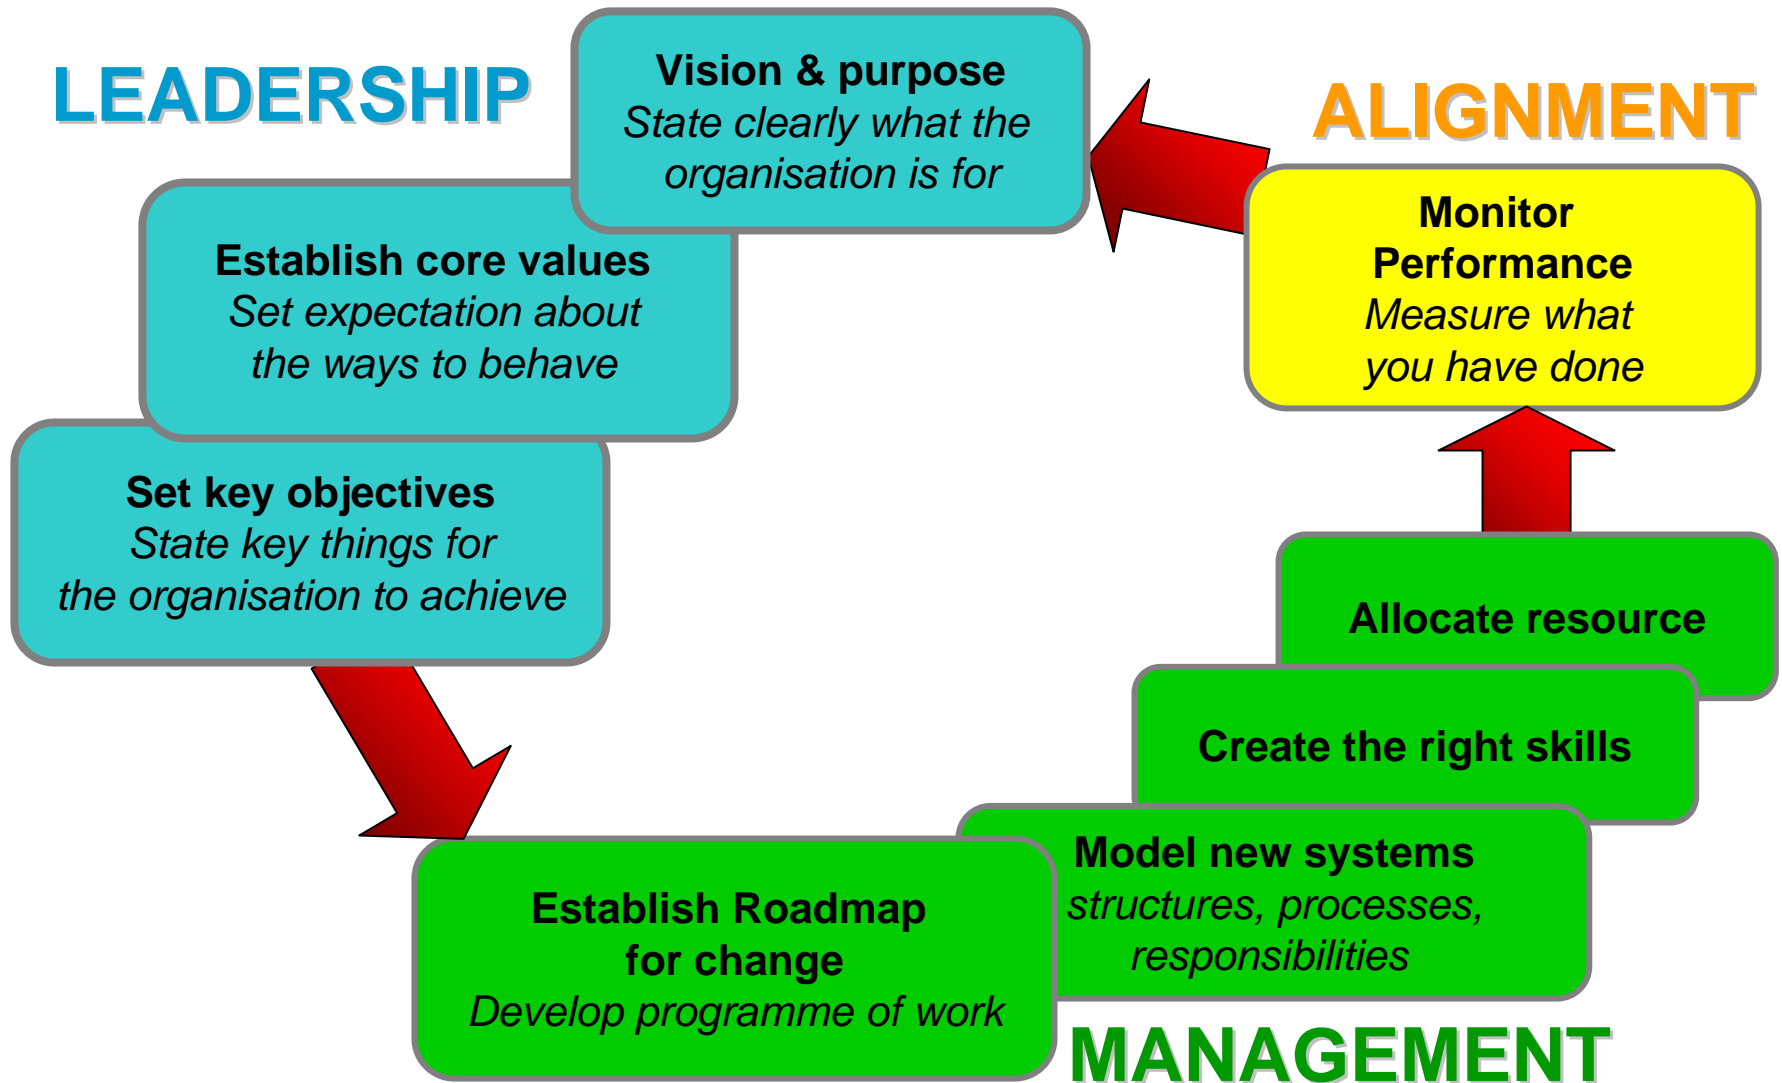 LEADERSHIP
Vision & purpose
State clearly what the
organisation is for
Establish core values
Set expectation about
the ways to behave
Set key objectives
State key things for
the organisation to achieve
Establish Roadmap
for change
Develop programme of work
MANAGEMENT
Model new systems
structures, processes,
responsibilities
Create the right skills
Allocate resource
ALIGNMENT
Monitor
Performance
Measure what
you have done